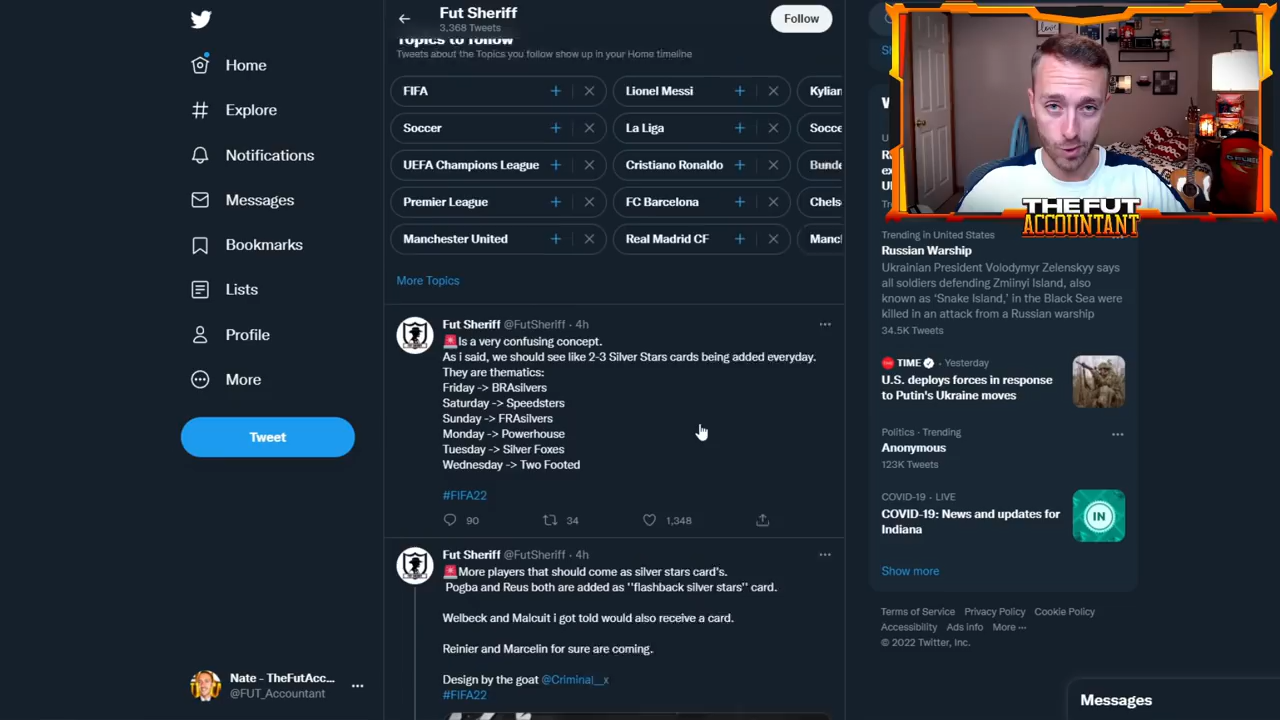 Home
Explore
Notifications
Messages
Bookmarks
Lists
Profile
More
Tweet
Nate - TheFutAcc...
@FUT_Accountant
Fut Sheriff
3,368 Tweets
Follow
Topics to follow
Tweets about the Topics you follow show up in your Home timeline
FIFA
Lionel Messi
Kylian
Soccer
La Liga
Socce
UEFA Champions League
Cristiano Ronaldo
Bunde
Premier League
FC Barcelona
Chels
Manchester United
Real Madrid CF
Manc
More Topics
Fut Sheriff @FutSheriff · 4h
🚨Is a very confusing concept.
As i said, we should see like 2-3 Silver Stars cards being added everyday.
They are thematics:
Friday -> BRAsilvers
Saturday -> Speedsters
Sunday -> FRAsilvers
Monday -> Powerhouse
Tuesday -> Silver Foxes
Wednesday -> Two Footed
#FIFA22
90
34
1,348
Fut Sheriff @FutSheriff · 4h
🚨More players that should come as silver stars card's.
Pogba and Reus both are added as ''flashback silver stars'' card.
Welbeck and Malcuit i got told would also receive a card.
Reinier and Marcelin for sure are coming.
Design by the goat @Criminal__x
#FIFA22
THE FUT
ACCOUNTANT
Trending in United States
Russian Warship
Ukrainian President Volodymyr Zelenskyy says
all soldiers defending Zmiinyi Island, also
known as 'Snake Island,' in the Black Sea were
killed in an attack from a Russian warship
34.5K Tweets
TIME · Yesterday
U.S. deploys forces in response
to Putin's Ukraine moves
Politics · Trending
Anonymous
123K Tweets
COVID-19 · LIVE
COVID-19: News and updates for
Indiana
IN
Show more
Terms of Service Privacy Policy Cookie Policy
Accessibility Ads info More ···
© 2022 Twitter, Inc.
Messages